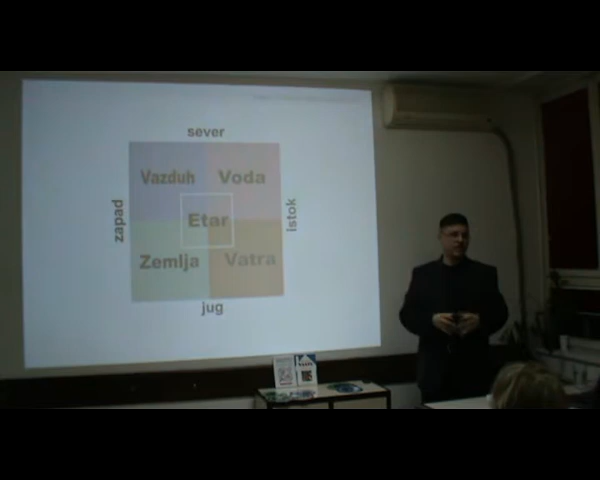 sever
Vazduh Voda
zapad
Etar
istok
Zemlja Vatra
jug